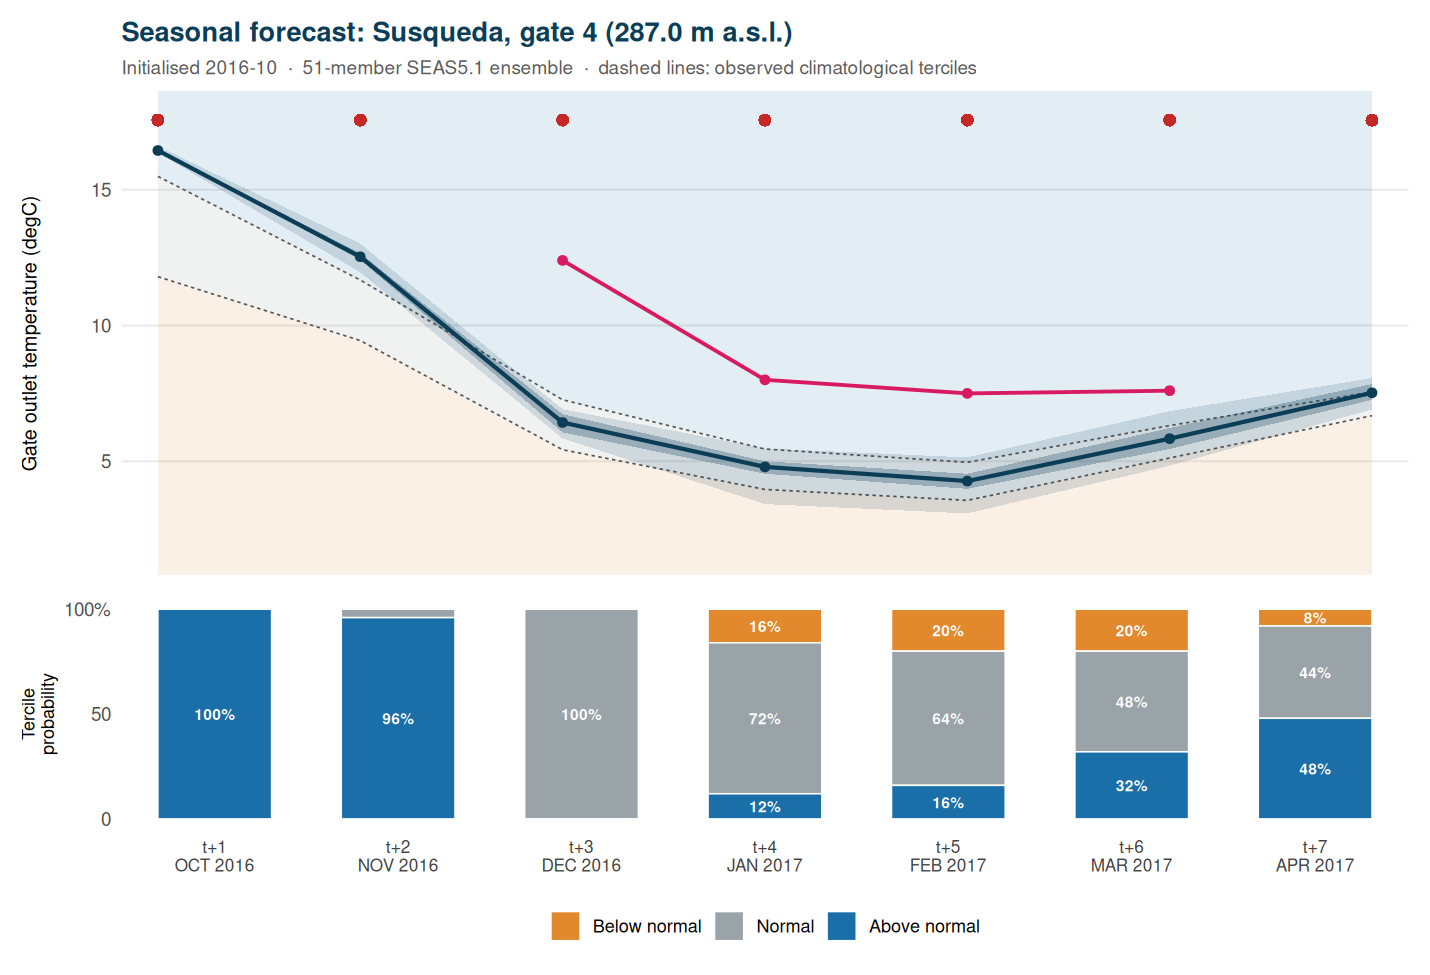 Seasonal forecast: Susqueda, gate 4 (287.0 m a.s.l.)
Initialised 2016-10 · 51-member SEAS5.1 ensemble · dashed lines: observed climatological terciles
Gate outlet temperature (degC)
15
10
5
Tercile
probability
100%
50
0
100%
96%
100%
16%
72%
12%
20%
64%
16%
20%
48%
32%
8%
44%
48%
t+1
OCT 2016
t+2
NOV 2016
t+3
DEC 2016
t+4
JAN 2017
t+5
FEB 2017
t+6
MAR 2017
t+7
APR 2017
Below normal
Normal
Above normal